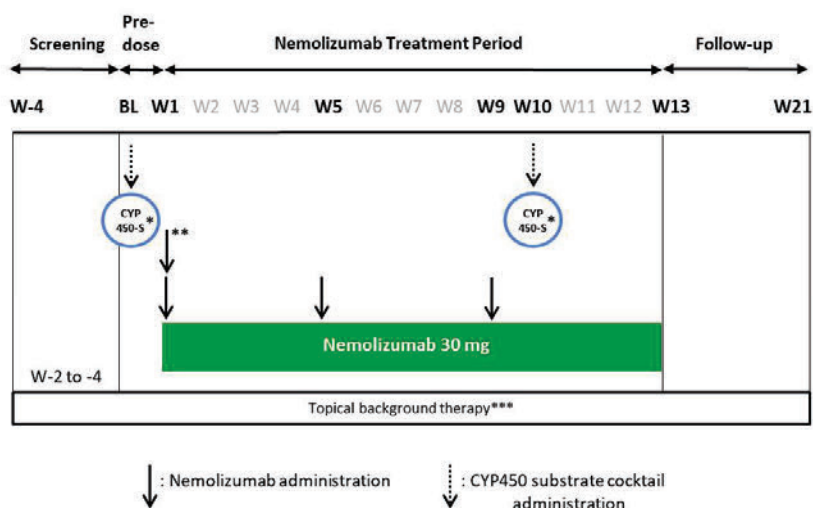 Pre-
Screening dose Nemolizumab Treatment Period Follow-up
W-4 BL W1 W2 W3 W4 W5 W6 W7 W8 W9 W10 W11 W12 W13 W21
CYP
450-S*
CYP
450-S*
**
Nemolizumab 30 mg
W-2 to -4
Topical background therapy***
: Nemolizumab administration
: CYP450 substrate cocktail
administration